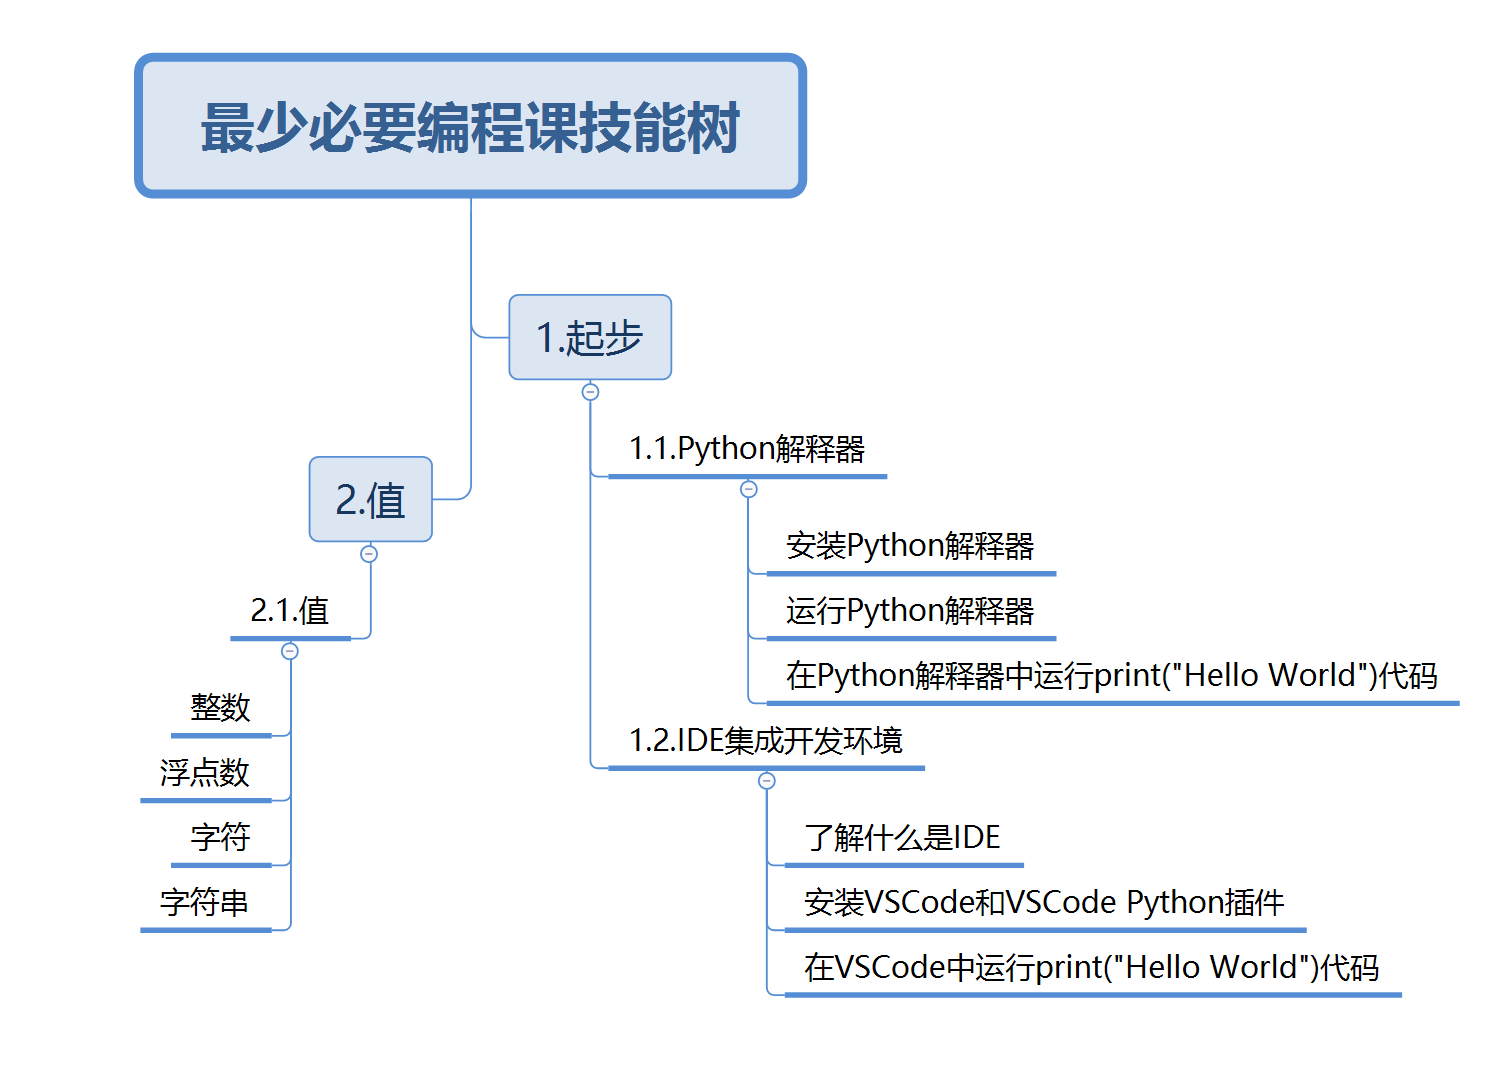 最少必要编程课技能树
1.起步
1.1.Python解释器
安装Python解释器
运行Python解释器
在Python解释器中运行print("Hello World")代码
1.2.IDE集成开发环境
了解什么是IDE
安装VSCode和VSCode Python插件
在VSCode中运行print("Hello World")代码
2.值
2.1.值
整数
浮点数
字符
字符串